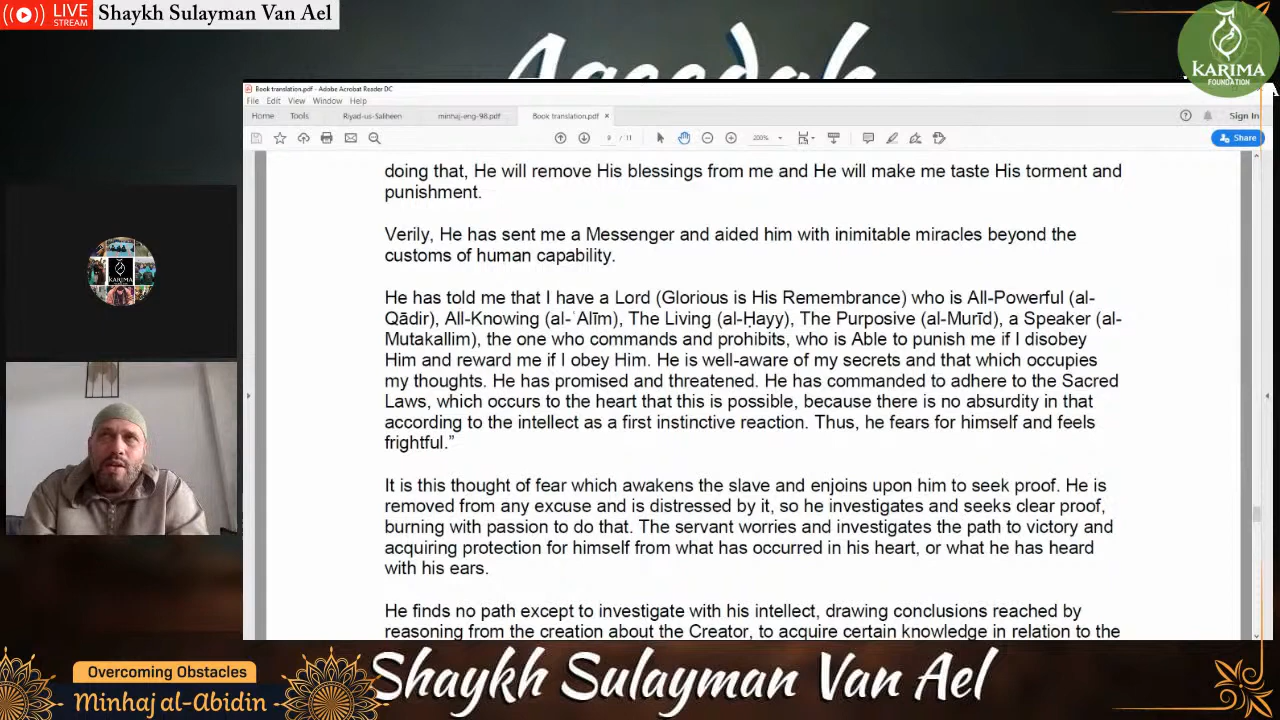 LIVE
STREAM
Shaykh Sulayman Van Ael
Aqeedah
KARIMA
FOUNDATION
Book translation.pdf - Adobe Acrobat Reader DC
File Edit View Window Help
Home Tools Riyad-us-Saliheen minhaj-eng-98.pdf Book translation.pdf × Sign In
9 / 11 200% Share
doing that, He will remove His blessings from me and He will make me taste His torment and
punishment.
Verily, He has sent me a Messenger and aided him with inimitable miracles beyond the
customs of human capability.
He has told me that I have a Lord (Glorious is His Remembrance) who is All-Powerful (al-
Qādir), All-Knowing (al-ʿAlīm), The Living (al-Ḥayy), The Purposive (al-Murīd), a Speaker (al-
Mutakallim), the one who commands and prohibits, who is Able to punish me if I disobey
Him and reward me if I obey Him. He is well-aware of my secrets and that which occupies
my thoughts. He has promised and threatened. He has commanded to adhere to the Sacred
Laws, which occurs to the heart that this is possible, because there is no absurdity in that
according to the intellect as a first instinctive reaction. Thus, he fears for himself and feels
frightful.”
It is this thought of fear which awakens the slave and enjoins upon him to seek proof. He is
removed from any excuse and is distressed by it, so he investigates and seeks clear proof,
burning with passion to do that. The servant worries and investigates the path to victory and
acquiring protection for himself from what has occurred in his heart, or what he has heard
with his ears.
He finds no path except to investigate with his intellect, drawing conclusions reached by
reasoning from the creation about the Creator, to acquire certain knowledge in relation to the
KARIMA
Overcoming Obstacles
Minhaj al-Abidin
Shaykh Sulayman Van Ael